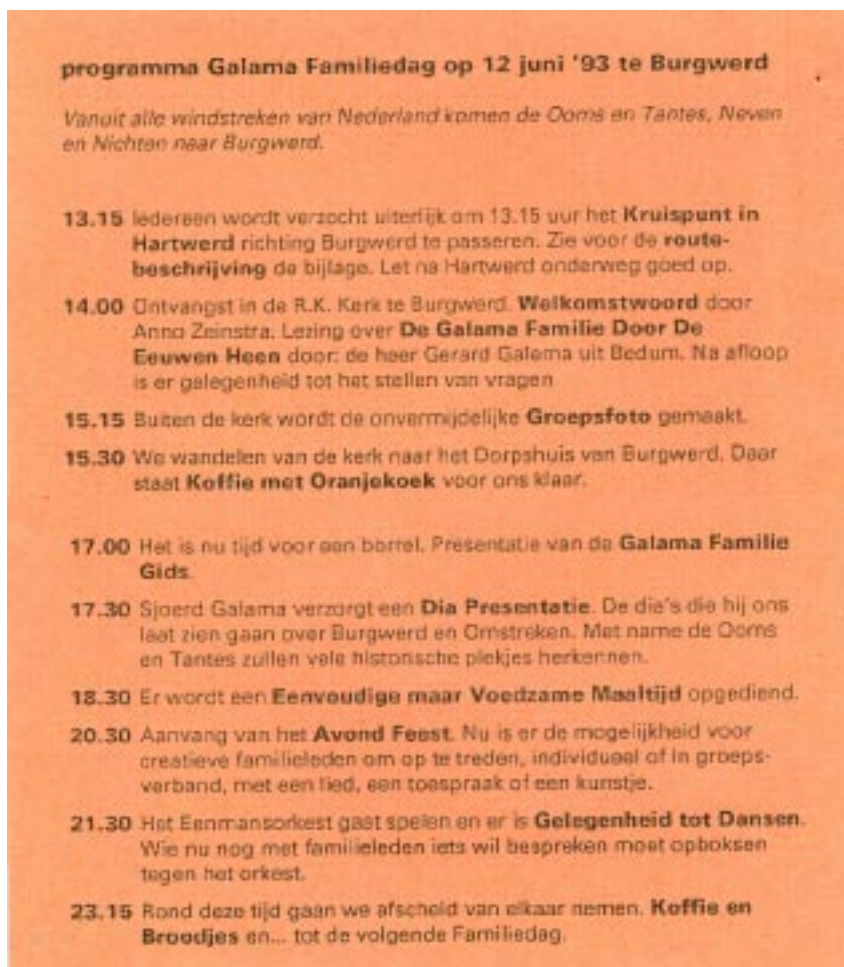 programma Galama Familiedag op 12 juni '93 te Burgwerd
Vanuit alle windstreken van Nederland komen de Ooms en Tantes, Neven
en Nichten naar Burgwerd.
13.15 Iedereen wordt verzocht uiterlijk om 13.15 uur het Kruispunt in
Hartwerd richting Burgwerd te passeren. Zie voor de route-
beschrijving de bijlage. Let na Hartwerd onderweg goed op.
14.00 Ontvangst in de R.K. Kerk te Burgwerd. Welkomstwoord door
Anno Zeinstra. Lezing over De Galama Familie Door De
Eeuwen Heen door: de heer Gerard Galema uit Bedum. Na afloop
is er gelegenheid tot het stellen van vragen
15.15 Buiten de kerk wordt de onvermijdelijke Groepsfoto gemaakt.
15.30 We wandelen van de kerk naar het Dorpshuis van Burgwerd. Daar
staat Koffie met Oranjekoek voor ons klaar.
17.00 Het is nu tijd voor een borrel. Presentatie van de Galama Familie
Gids.
17.30 Sjoerd Galama verzorgt een Dia Presentatie. De dia's die hij ons
laat zien gaan over Burgwerd en Omstreken. Met name de Ooms
en Tantes zullen vele historische plekjes herkennen.
18.30 Er wordt een Eenvoudige maar Voedzame Maaltijd opgediend.
20.30 Aanvang van het Avond Feest. Nu is er de mogelijkheid voor
creatieve familieleden om op te treden, individueel of in groeps-
verband, met een lied, een toespraak of een kunstje.
21.30 Het Eenmansorkest gaat spelen en er is Gelegenheid tot Dansen.
Wie nu nog met familieleden iets wil bespreken moet opboksen
tegen het orkest.
23.15 Rond deze tijd gaan we afscheid van elkaar nemen. Koffie en
Broodjes en... tot de volgende Familiedag.